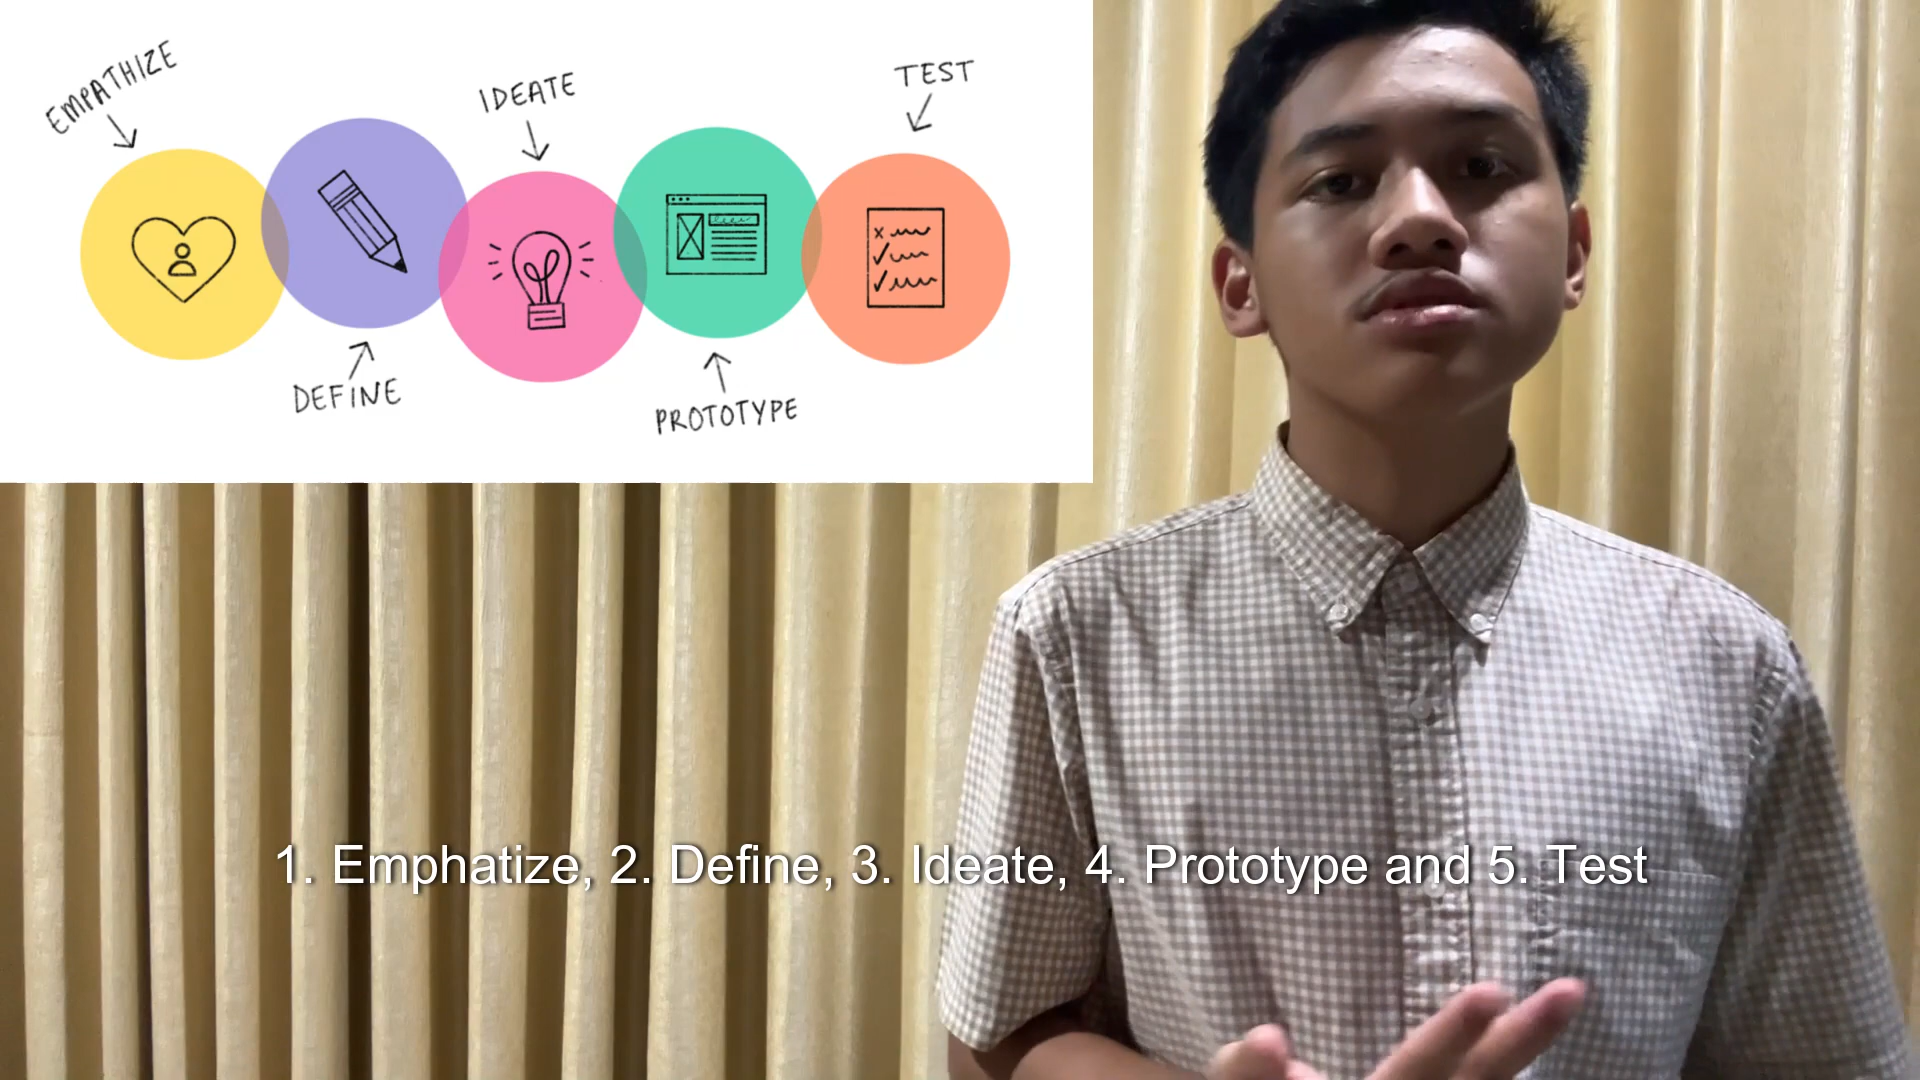 EMPATHIZE
IDEATE
TEST
DEFINE
PROTOTYPE
1. Emphatize, 2. Define, 3. Ideate, 4. Prototype and 5. Test